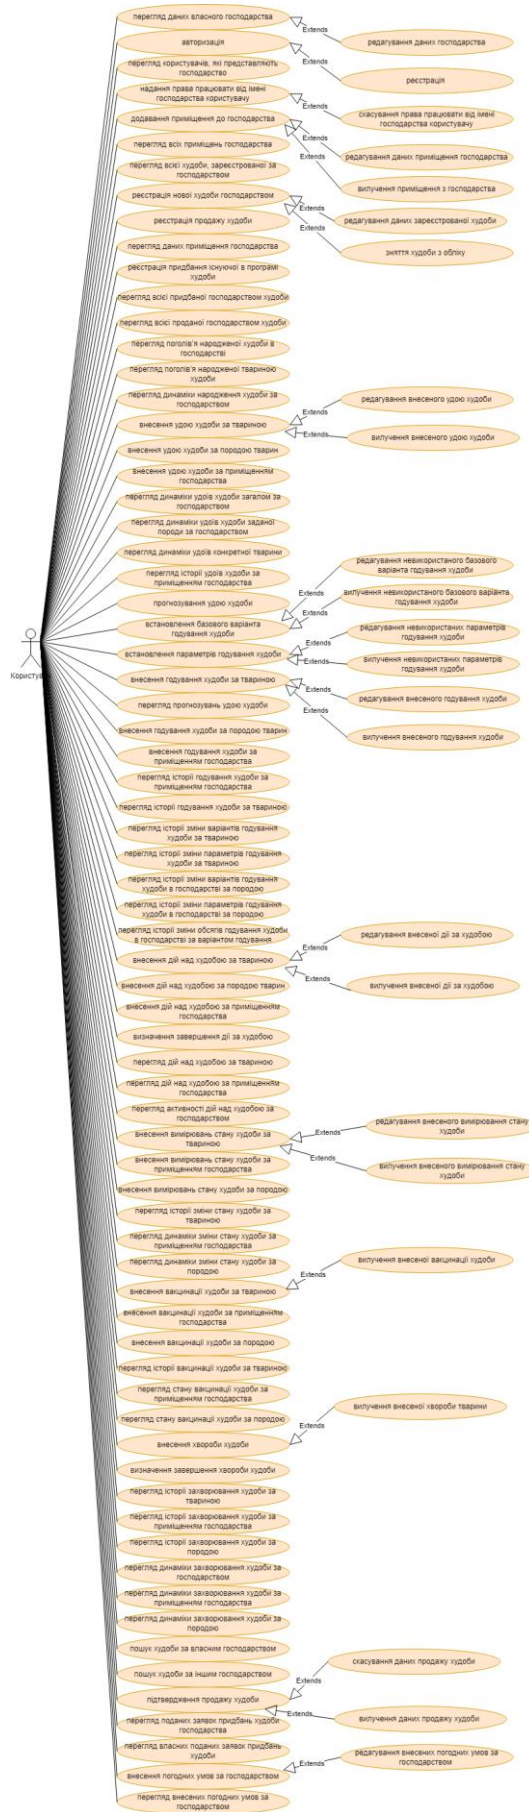 перегляд даних власного господарства
Extends
редагування даних господарства
авторизація
Extends
реєстрація
перегляд користувачів, які представляють
господарство
надання права працювати від імені
господарства користувачу
Extends
скасування права працювати від імені
господарства користувачу
додавання приміщення до господарства
Extends
редагування даних приміщення господарства
Extends
вилучення приміщення з господарства
перегляд всіх приміщень господарства
перегляд всієї худоби, зареєстрованої за
господарством
реєстрація нової худоби господарством
Extends
редагування даних зареєстрованої худоби
Extends
зняття худоби з обліку
реєстрація продажу худоби
перегляд даних приміщення господарства
реєстрація придбання існуючої в програмі
худоби
перегляд всієї придбаної господарством худоби
перегляд всієї проданої господарством худоби
перегляд поголів'я народженої худоби в
господарстві
перегляд поголів'я народженої твариною
худоби
перегляд динаміки народження худоби за
господарством
внесення удою худоби за твариною
Extends
редагування внесеного удою худоби
Extends
вилучення внесеного удою худоби
внесення удою худоби за породою тварин
внесення удою худоби за приміщенням
господарства
перегляд динаміки удоїв худоби загалом за
господарством
перегляд динаміки удоїв худоби заданої
породи за господарством
перегляд динаміки удоїв конкретної тварини
перегляд історії удоїв худоби за
приміщенням господарства
прогнозування удою худоби
встановлення базового варіанта
годування худоби
Extends
редагування невикористаного базового
варіанта годування худоби
Extends
вилучення невикористаного базового варіанта
годування худоби
встановлення параметрів годування худоби
Extends
редагування невикористаних параметрів
годування худоби
Extends
вилучення невикористаних параметрів
годування худоби
Користувач
внесення годування худоби за твариною
Extends
редагування внесеного годування худоби
Extends
вилучення внесеного годування худоби
перегляд прогнозувань удою худоби
внесення годування худоби за породою тварин
внесення годування худоби за
приміщенням господарства
перегляд історії годування худоби за
приміщенням господарства
перегляд історії годування худоби за твариною
перегляд історії зміни варіантів годування
худоби за твариною
перегляд історії зміни параметрів годування
худоби за твариною
перегляд історії зміни варіантів годування
худоби в господарстві за породою
перегляд історії зміни параметрів годування
худоби в господарстві за породою
перегляд історії зміни обсягів годування худоби
в господарстві за варіантом годування
внесення дій над худобою за твариною
Extends
редагування внесеної дії за худобою
Extends
вилучення внесеної дії за худобою
внесення дій над худобою за породою тварин
внесення дій над худобою за приміщенням
господарства
визначення завершення дії за худобою
перегляд дій над худобою за твариною
перегляд дій над худобою за приміщенням
господарства
перегляд активності дій над худобою за
господарством
внесення вимірювань стану худоби за
твариною
Extends
редагування внесеного вимірювання стану
худоби
Extends
вилучення внесеного вимірювання стану
худоби
внесення вимірювань стану худоби за
приміщенням господарства
внесення вимірювань стану худоби за породою
перегляд історії зміни стану худоби за
твариною
перегляд динаміки зміни стану худоби за
приміщенням господарства
перегляд динаміки зміни стану худоби за
породою
внесення вакцинації худоби за твариною
Extends
вилучення внесеної вакцинації худоби
внесення вакцинації худоби за приміщенням
господарства
внесення вакцинації худоби за породою
перегляд історії вакцинації худоби за твариною
перегляд стану вакцинації худоби за
приміщенням господарства
перегляд стану вакцинації худоби за породою
внесення хвороби худоби
Extends
вилучення внесеної хвороби тварини
визначення завершення хвороби худоби
перегляд історії захворювання худоби за
твариною
перегляд історії захворювання худоби за
приміщенням господарства
перегляд історії захворювання худоби за
породою
перегляд динаміки захворювання худоби за
господарством
перегляд динаміки захворювання худоби за
приміщенням господарства
перегляд динаміки захворювання худоби за
породою
пошук худоби за власним господарством
пошук худоби за іншим господарством
підтвердження продажу худоби
Extends
скасування даних продажу худоби
Extends
вилучення даних продажу худоби
перегляд поданих заявок придбань худоби
господарства
перегляд власних поданих заявок придбань
худоби
внесення погодних умов за господарством
Extends
редагування внесених погодних умов за
господарством
перегляд внесених погодних умов за
господарством